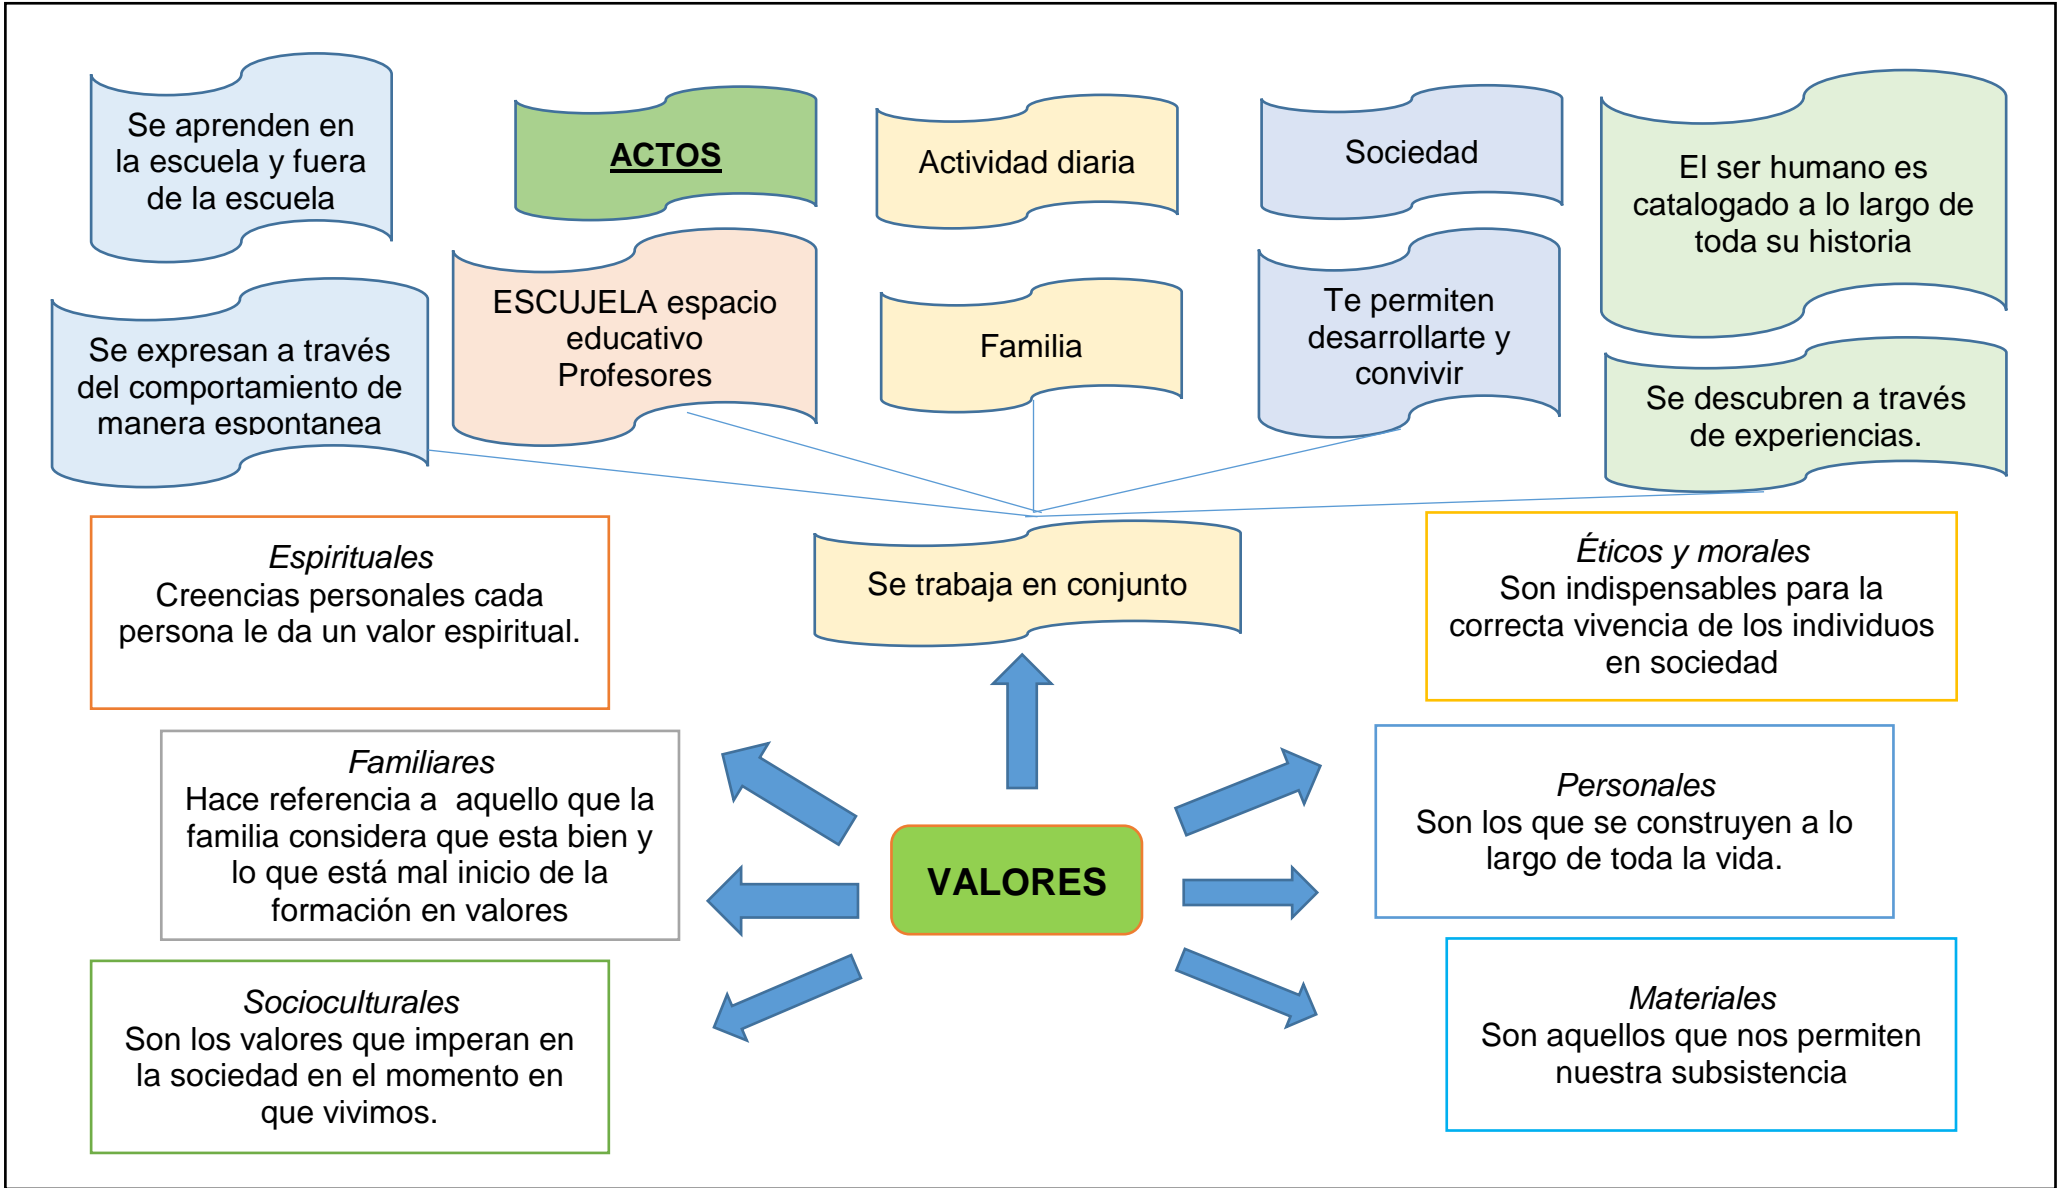 Se aprenden en
la escuela y fuera
de la escuela
ACTOS
Actividad diaria
Sociedad
El ser humano es
catalogado a lo largo de
toda su historia
Se expresan a través
del comportamiento de
manera espontanea
ESCUJELA espacio
educativo
Profesores
Familia
Te permiten
desarrollarte y
convivir
Se descubren a través
de experiencias.
Espirituales
Creencias personales cada
persona le da un valor espiritual.
Se trabaja en conjunto
Éticos y morales
Son indispensables para la
correcta vivencia de los individuos
en sociedad
Familiares
Hace referencia a  aquello que la
familia considera que esta bien y
lo que está mal inicio de la
formación en valores
VALORES
Personales
Son los que se construyen a lo
largo de toda la vida.
Socioculturales
Son los valores que imperan en
la sociedad en el momento en
que vivimos.
Materiales
Son aquellos que nos permiten
nuestra subsistencia